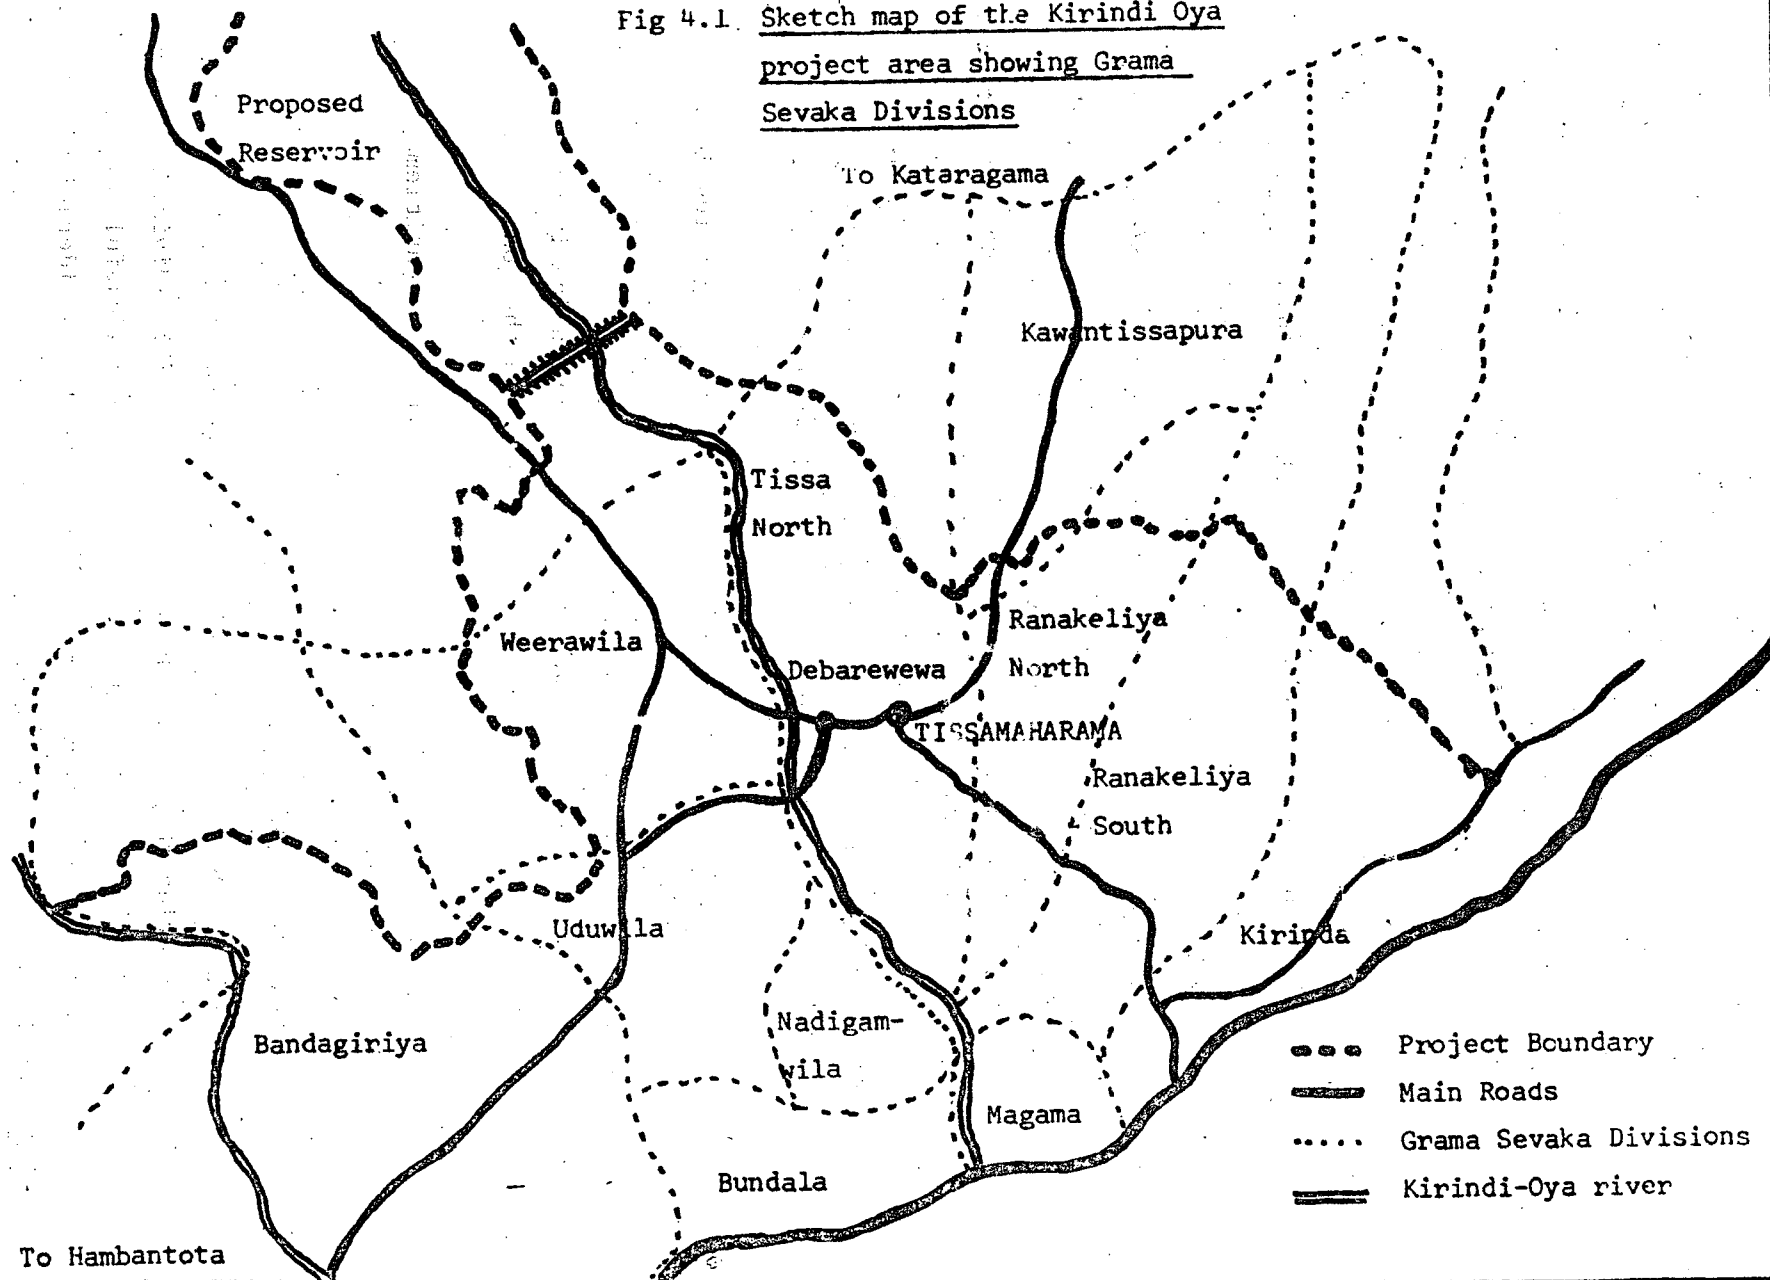 Fig 4.1. Sketch map of the Kirindi Oya
project area showing Grama
Sevaka Divisions
Proposed
Reservoir
To Kataragama
Kawantissapura
Tissa
North
Weerawila
Debarewewa
Ranakeliya
North
TISSAMAHARAMA
Ranakeliya
South
Uduwila
Kirinda
Bandagiriya
Nadigam-
wila
Magama
Bundala
To Hambantota
Project Boundary
Main Roads
Grama Sevaka Divisions
Kirindi-Oya river